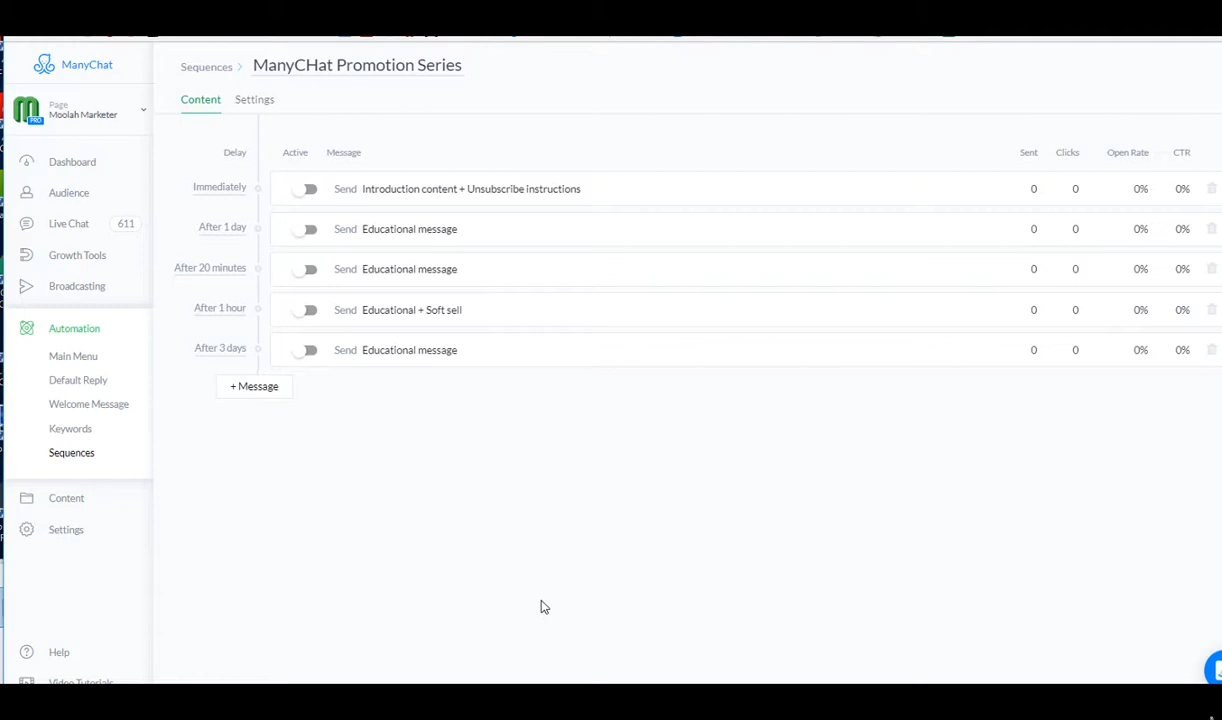 ManyChat
Sequences > ManyCHat Promotion Series
Page
Moolah Marketer
PRO
Content Settings
Delay Active Message Sent Clicks Open Rate CTR
Dashboard
Immediately Send Introduction content + Unsubscribe instructions 0 0 0% 0%
Audience
Live Chat 611
After 1 day Send Educational message 0 0 0% 0%
Growth Tools
After 20 minutes Send Educational message 0 0 0% 0%
Broadcasting
After 1 hour Send Educational + Soft sell 0 0 0% 0%
Automation
After 3 days Send Educational message 0 0 0% 0%
Main Menu
Default Reply
+ Message
Welcome Message
Keywords
Sequences
Content
Settings
Help
Video Tutorials